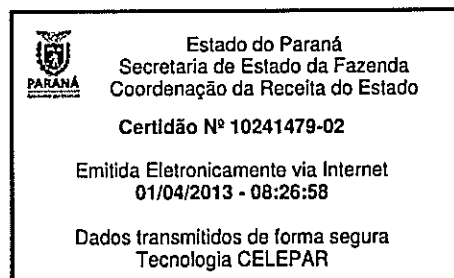 Estado do Paraná
Secretaria de Estado da Fazenda
PARANÁ
Coordenação da Receita do Estado
Certidão Nº 10241479-02
Emitida Eletronicamente via Internet
01/04/2013 - 08:26:58
Dados transmitidos de forma segura
Tecnologia CELEPAR